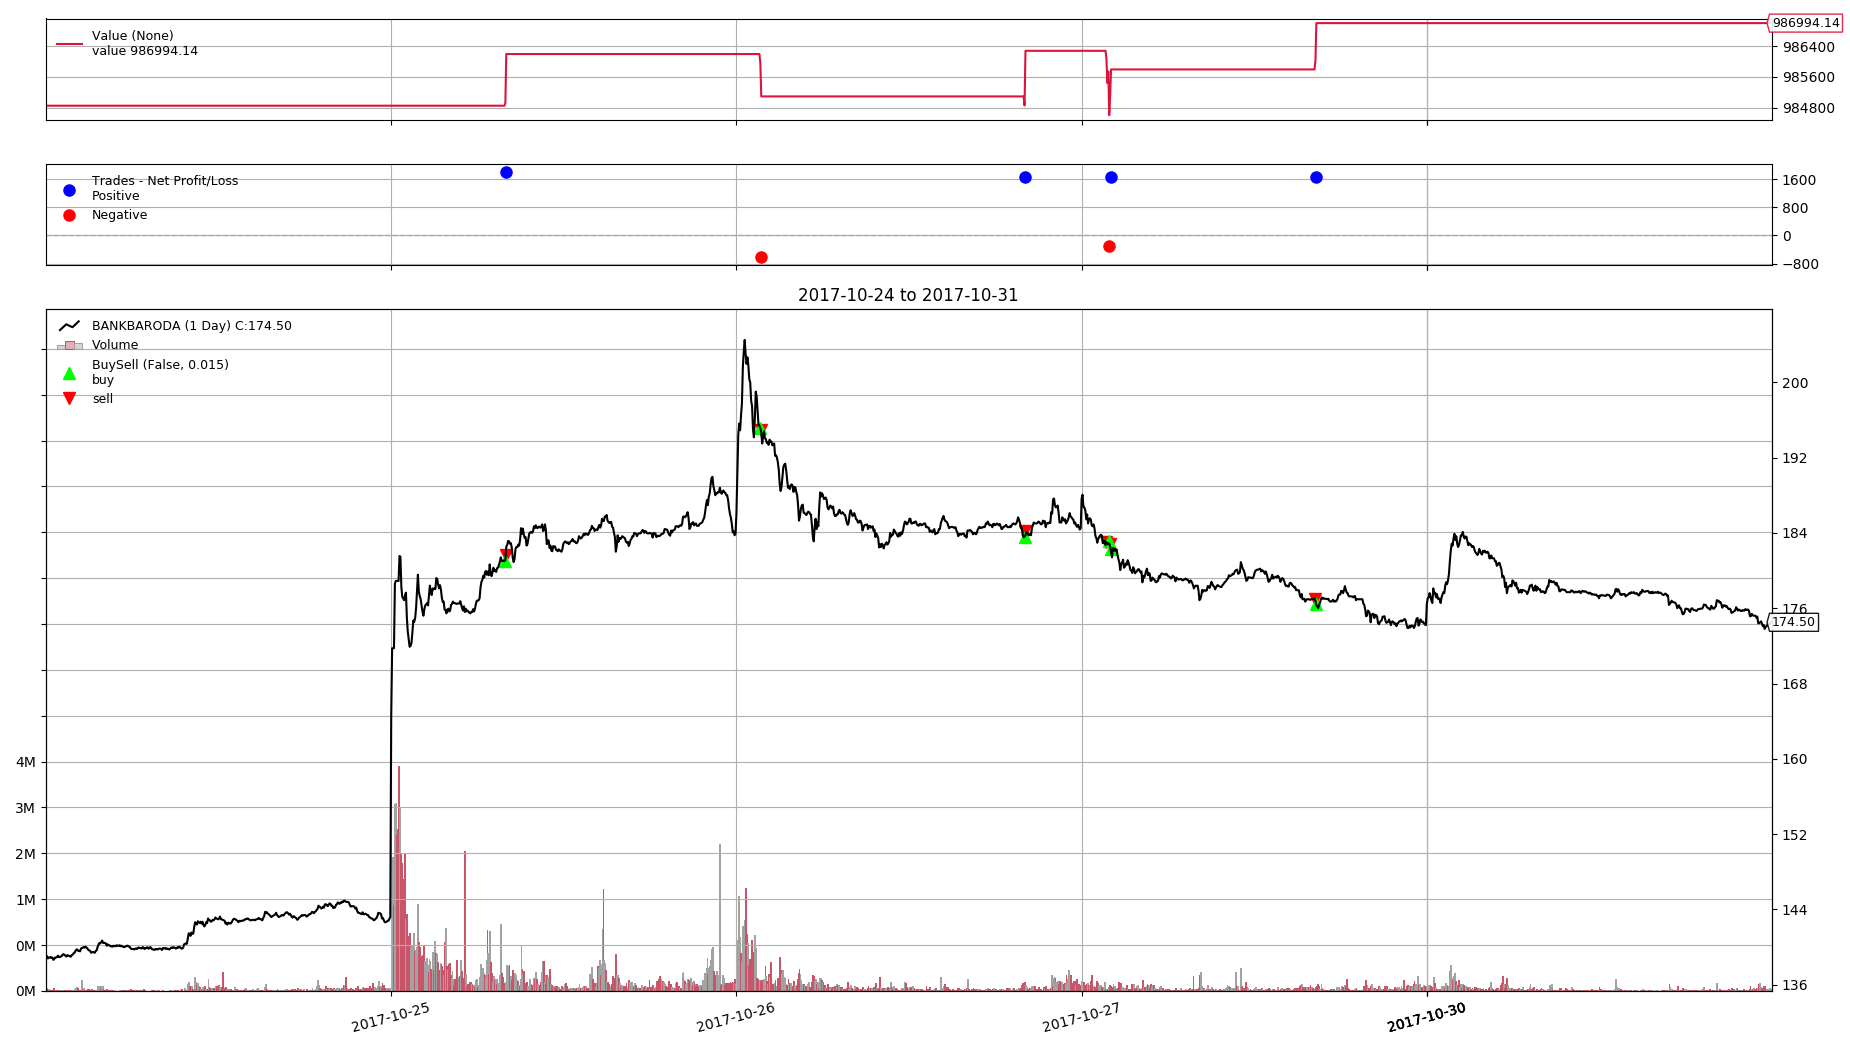 Value (None)
value 986994.14
986994.14
986400
985600
984800
Trades - Net Profit/Loss
Positive
Negative
1600
800
0
−800
2017-10-24 to 2017-10-31
BANKBARODA (1 Day) C:174.50
Volume
BuySell (False, 0.015)
buy
sell
200
192
184
176
174.50
168
160
152
144
136
4M
3M
2M
1M
0M
0M
2017-10-25
2017-10-26
2017-10-27
2017-10-30